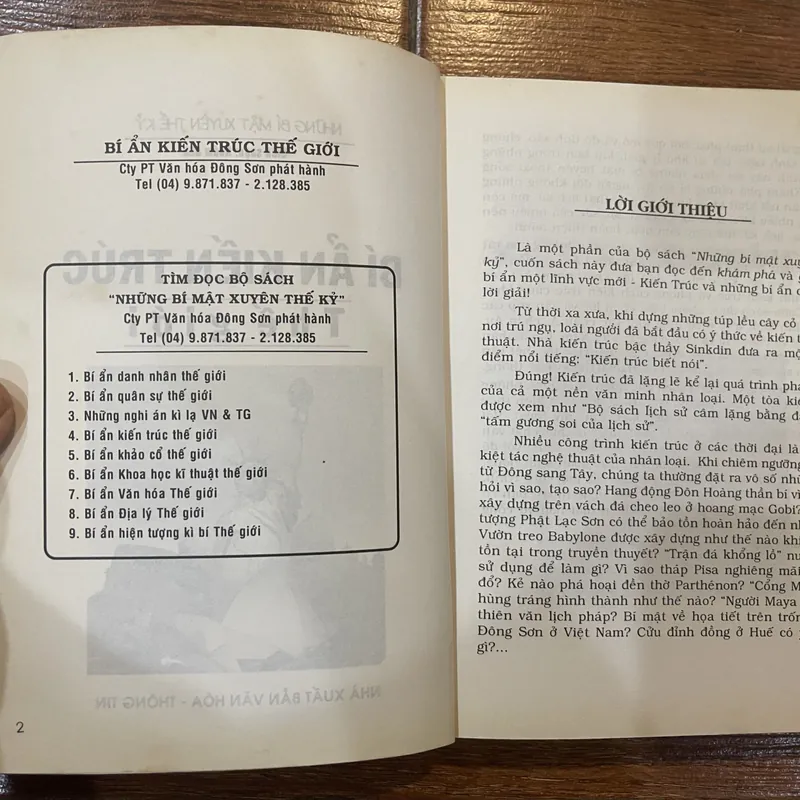 BÍ ẨN KIẾN TRÚC THẾ GIỚI
Cty PT Văn hóa Đông Sơn phát hành
Tel (04) 9.871.837 - 2.128.385
TÌM ĐỌC BỘ SÁCH
“NHỮNG BÍ MẬT XUYÊN THẾ KỶ”
Cty PT Văn hóa Đông Sơn phát hành
Tel (04) 9.871.837 - 2.128.385
1. Bí ẩn danh nhân thế giới
2. Bí ẩn quân sự thế giới
3. Những nghi án kì lạ VN & TG
4. Bí ẩn kiến trúc thế giới
5. Bí ẩn khảo cổ thế giới
6. Bí ẩn Khoa học kĩ thuật thế giới
7. Bí ẩn Văn hóa Thế giới
8. Bí ẩn Địa lý Thế giới
9. Bí ẩn hiện tượng kì bí Thế giới
NHÀ XUẤT BẢN VĂN HÓA - THÔNG TIN
2
LỜI GIỚI THIỆU
Là một phần của bộ sách “Những bí mật
kỷ”, cuốn sách này đưa bạn đọc đến khám phá và
bí ẩn một lĩnh vực mới - Kiến Trúc và những bí ẩn
lời giải!
Từ thời xa xưa, khi dựng những túp lều cây cỏ
nơi trú ngụ, loài người đã bắt đầu có ý thức về kiến
thuật. Nhà kiến trúc bậc thầy Sinkdin đưa ra
điểm nổi tiếng: “Kiến trúc biết nói”.
Đúng! Kiến trúc đã lặng lẽ kể lại quá trình
của cả một nền văn minh nhân loại. Một tòa
được xem như “Bộ sách lịch sử câm lặng bằng
“tấm gương soi của lịch sử”.
Nhiều công trình kiến trúc ở các thời đại
kiệt tác nghệ thuật của nhân loại. Khi chiêm ngưỡng
từ Đông sang Tây, chúng ta thường đặt ra vô số
hỏi vì sao, tạo sao? Hang động Đôn Hoàng thần bí
xây dựng trên vách đá cheo leo ở hoang mạc Gobi?
tượng Phật Lạc Sơn có thể bảo tồn hoàn hảo đến
Vườn treo Babylone được xây dựng như thế nào
tồn tại trong truyền thuyết? “Trận đá khổng lồ”
sử dụng để làm gì? Vì sao tháp Pisa nghiêng mãi
đổ? Kẻ nào phá hoại đền thờ Parthénon? “Cổng
hùng tráng hình thành như thế nào? “Người Maya
thiên văn lịch pháp? Bí mật về họa tiết trên
Đông Sơn ở Việt Nam? Cửu đỉnh đồng ở Huế có
gì?...